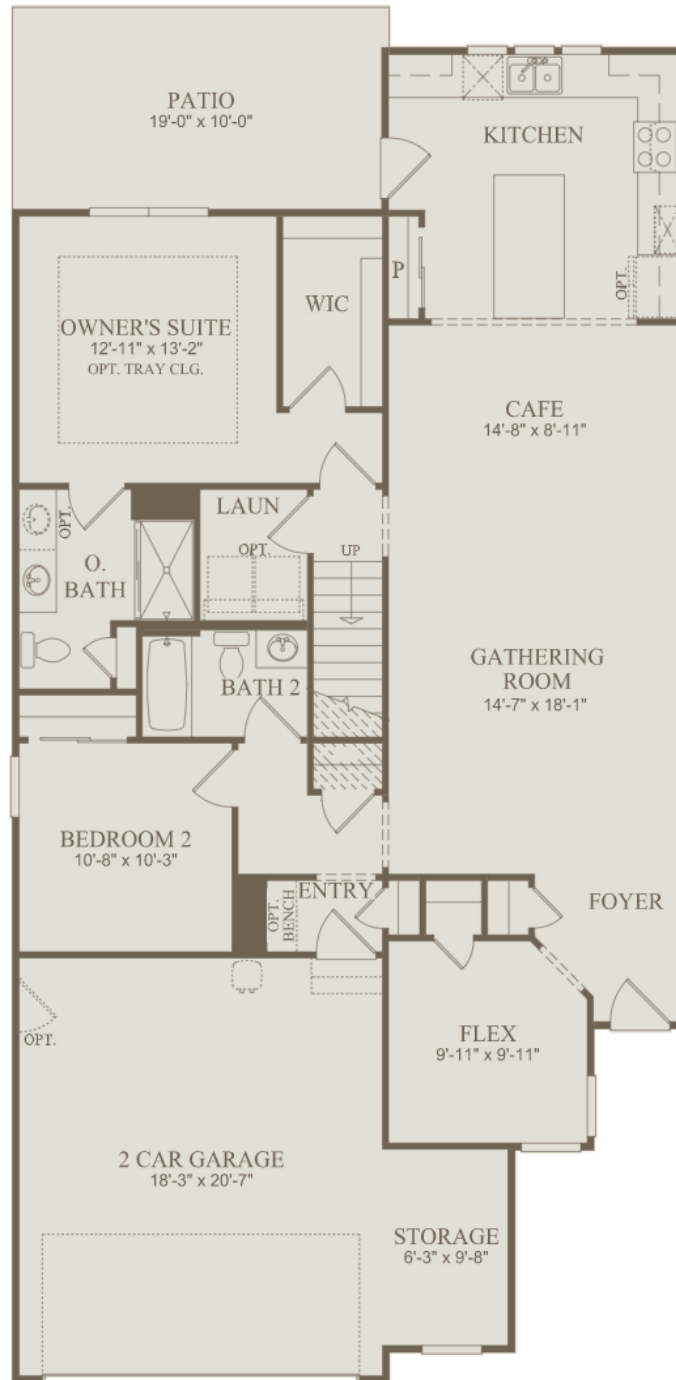 PATIO
19'-0" x 10'-0"
KITCHEN
P
OPT.
WIC
OWNER'S SUITE
12'-11" x 13'-2"
OPT. TRAY CLG.
CAFE
14'-8" x 8'-11"
LAUN
OPT.
OPT.
UP
O.
BATH
GATHERING
ROOM
14'-7" x 18'-1"
BATH 2
BEDROOM 2
10'-8" x 10'-3"
ENTRY
OPT.
BENCH
FOYER
FLEX
9'-11" x 9'-11"
OPT.
2 CAR GARAGE
18'-3" x 20'-7"
STORAGE
6'-3" x 9'-8"